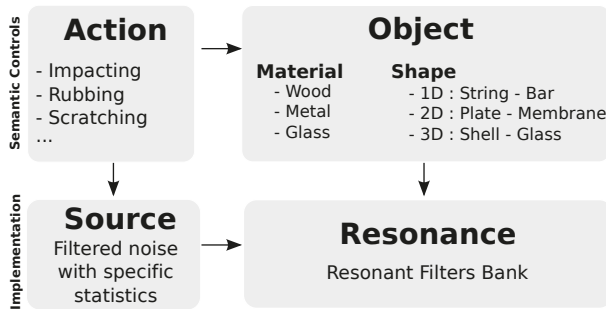 Semantic Controls
Action
- Impacting
- Rubbing
- Scratching
...
Object
Material
- Wood
- Metal
- Glass
Shape
- 1D : String - Bar
- 2D : Plate - Membrane
- 3D : Shell - Glass
Implementation
Source
Filtered noise
with specific
statistics
Resonance
Resonant Filters Bank